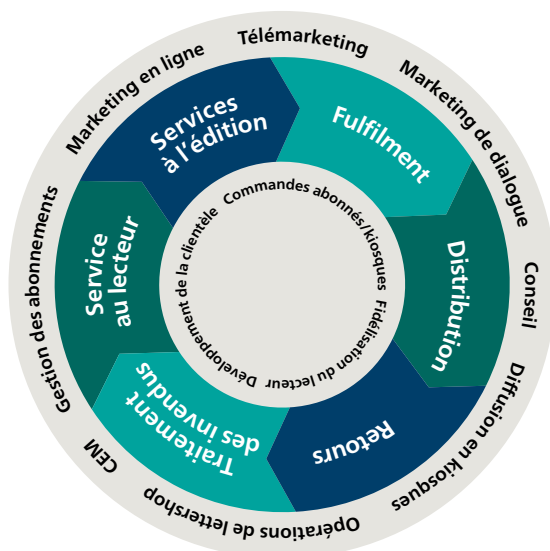 Télémarketing
Marketing de dialogue
Conseil
Diffusion en kiosques
Opérations de lettershop
CEM
Gestion des abonnements
Marketing en ligne
Services
à l’édition
Fulfilment
Distribution
Retours
Traitement
des invendus
Service
au lecteur
Commandes abonnés/kiosques
Fidélisation du lecteur
Développement de la clientèle